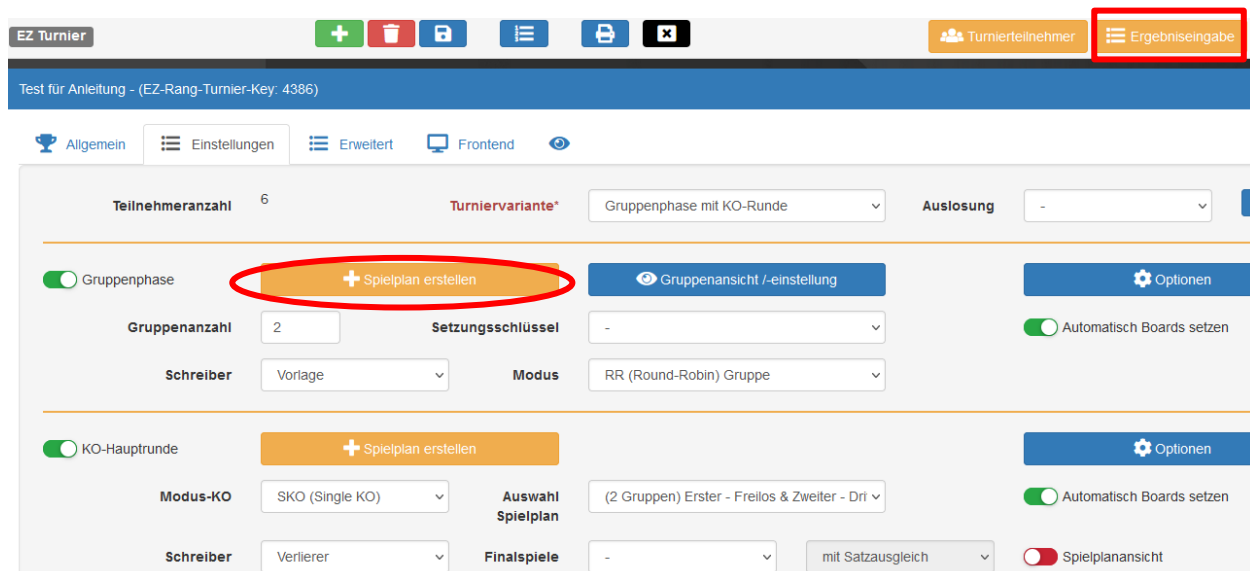 EZ Turnier
Turnierteilnehmer
Ergebniseingabe
Test für Anleitung - (EZ-Rang-Turnier-Key: 4386)
Allgemein
Einstellungen
Erweitert
Frontend
Teilnehmeranzahl 6 Turniervariante* Gruppenphase mit KO-Runde Auslosung -
Gruppenphase Spielplan erstellen Gruppenansicht /-einstellung Optionen
Gruppenanzahl 2 Setzungsschlüssel - Automatisch Boards setzen
Schreiber Vorlage Modus RR (Round-Robin) Gruppe
KO-Hauptrunde Spielplan erstellen Optionen
Modus-KO SKO (Single KO) Auswahl Spielplan (2 Gruppen) Erster - Freilos & Zweiter - Dri Automatisch Boards setzen
Schreiber Verlierer Finalspiele - mit Satzausgleich Spielplanansicht